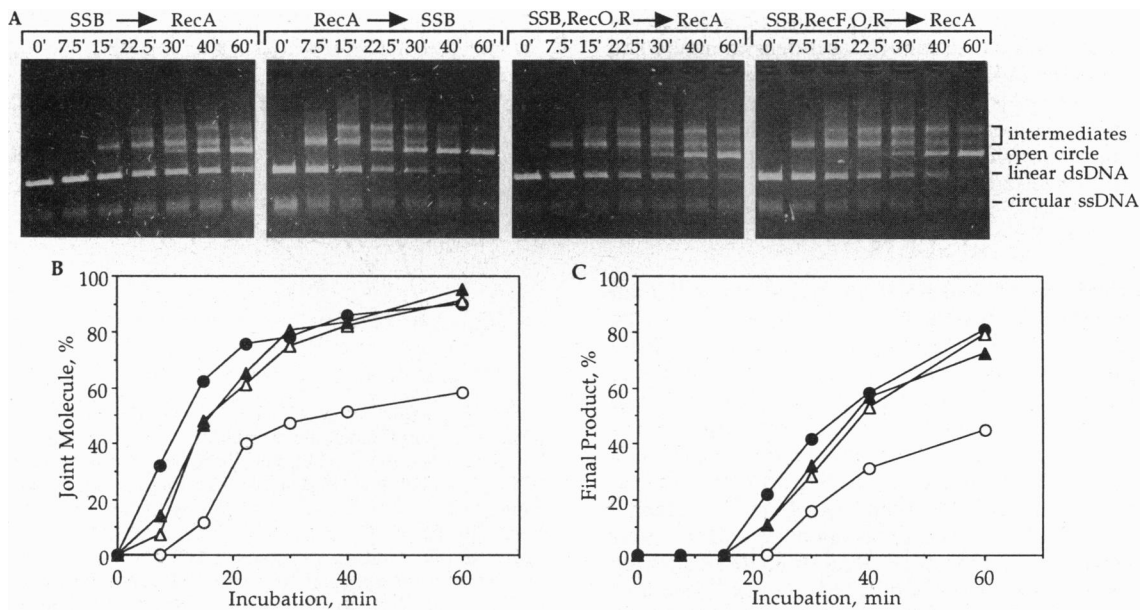 A SSB → RecA RecA → SSB SSB,RecO,R → RecA SSB,RecF,O,R → RecA
0' 7.5' 15' 22.5' 30' 40' 60' 0' 7.5' 15' 22.5' 30' 40' 60' 0' 7.5' 15' 22.5' 30' 40' 60' 0' 7.5' 15' 22.5' 30' 40' 60'
intermediates
open circle
linear dsDNA
circular ssDNA
B
100
80
60
40
20
0
Joint Molecule, %
0 20 40 60
Incubation, min
C
100
80
60
40
20
0
Final Product, %
0 20 40 60
Incubation, min